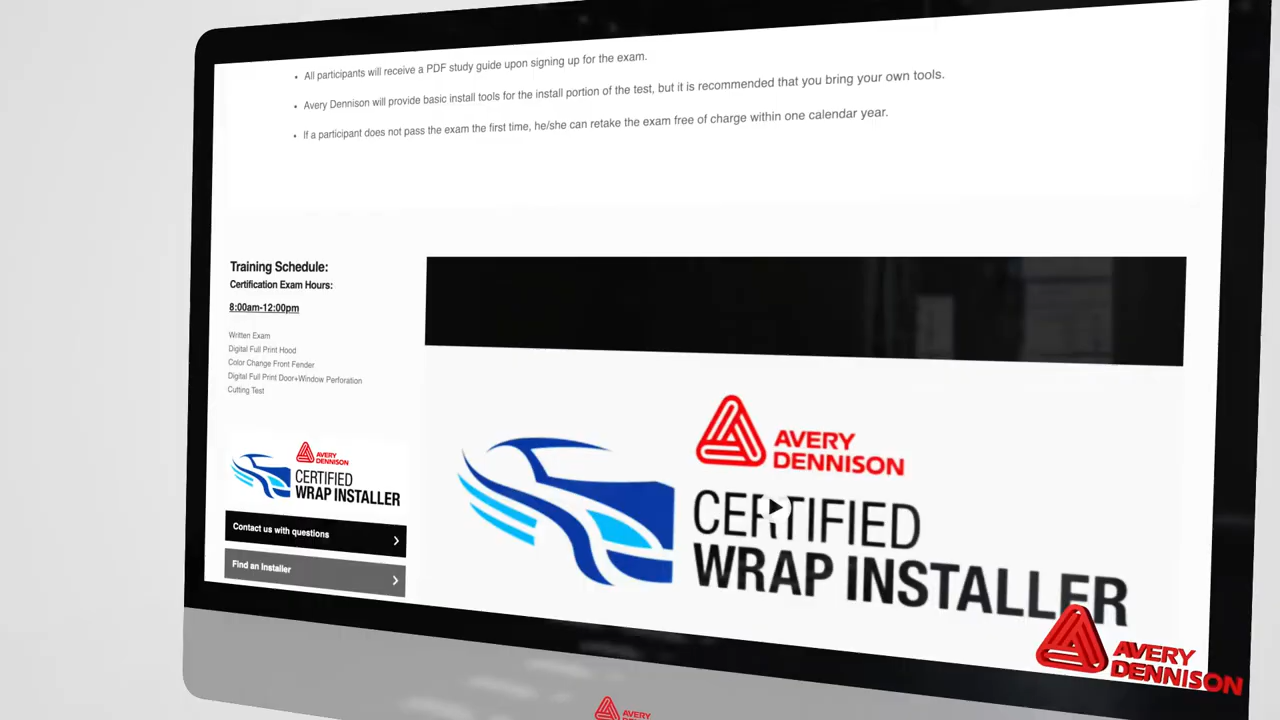 All participants will receive a PDF study guide upon signing up for the exam.
Avery Dennison will provide basic install tools for the install portion of the test, but it is recommended that you bring your own tools.
If a participant does not pass the exam the first time, he/she can retake the exam free of charge within one calendar year.
Training Schedule:
Certification Exam Hours:
8:00am-12:00pm
Written Exam
Digital Full Print Hood
Color Change Front Fender
Digital Full Print Door+Window Perforation
Cutting Test
AVERY
DENNISON
CERTIFIED
WRAP INSTALLER
Contact us with questions
Find an Installer
AVERY
DENNISON
CERTIFIED
WRAP INSTALLER
AVERY
DENNISON
AVERY